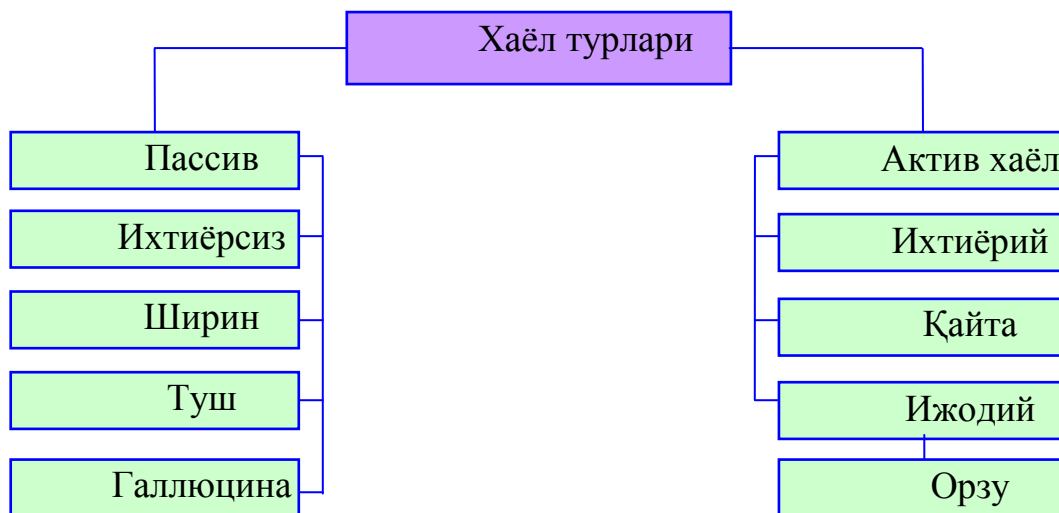 Хаёл турлари
Пассив
Ихтиёрсиз
Ширин
Туш
Галлюцина
Актив хаёл
Ихтиёрий
Қайта
Ижодий
Орзу